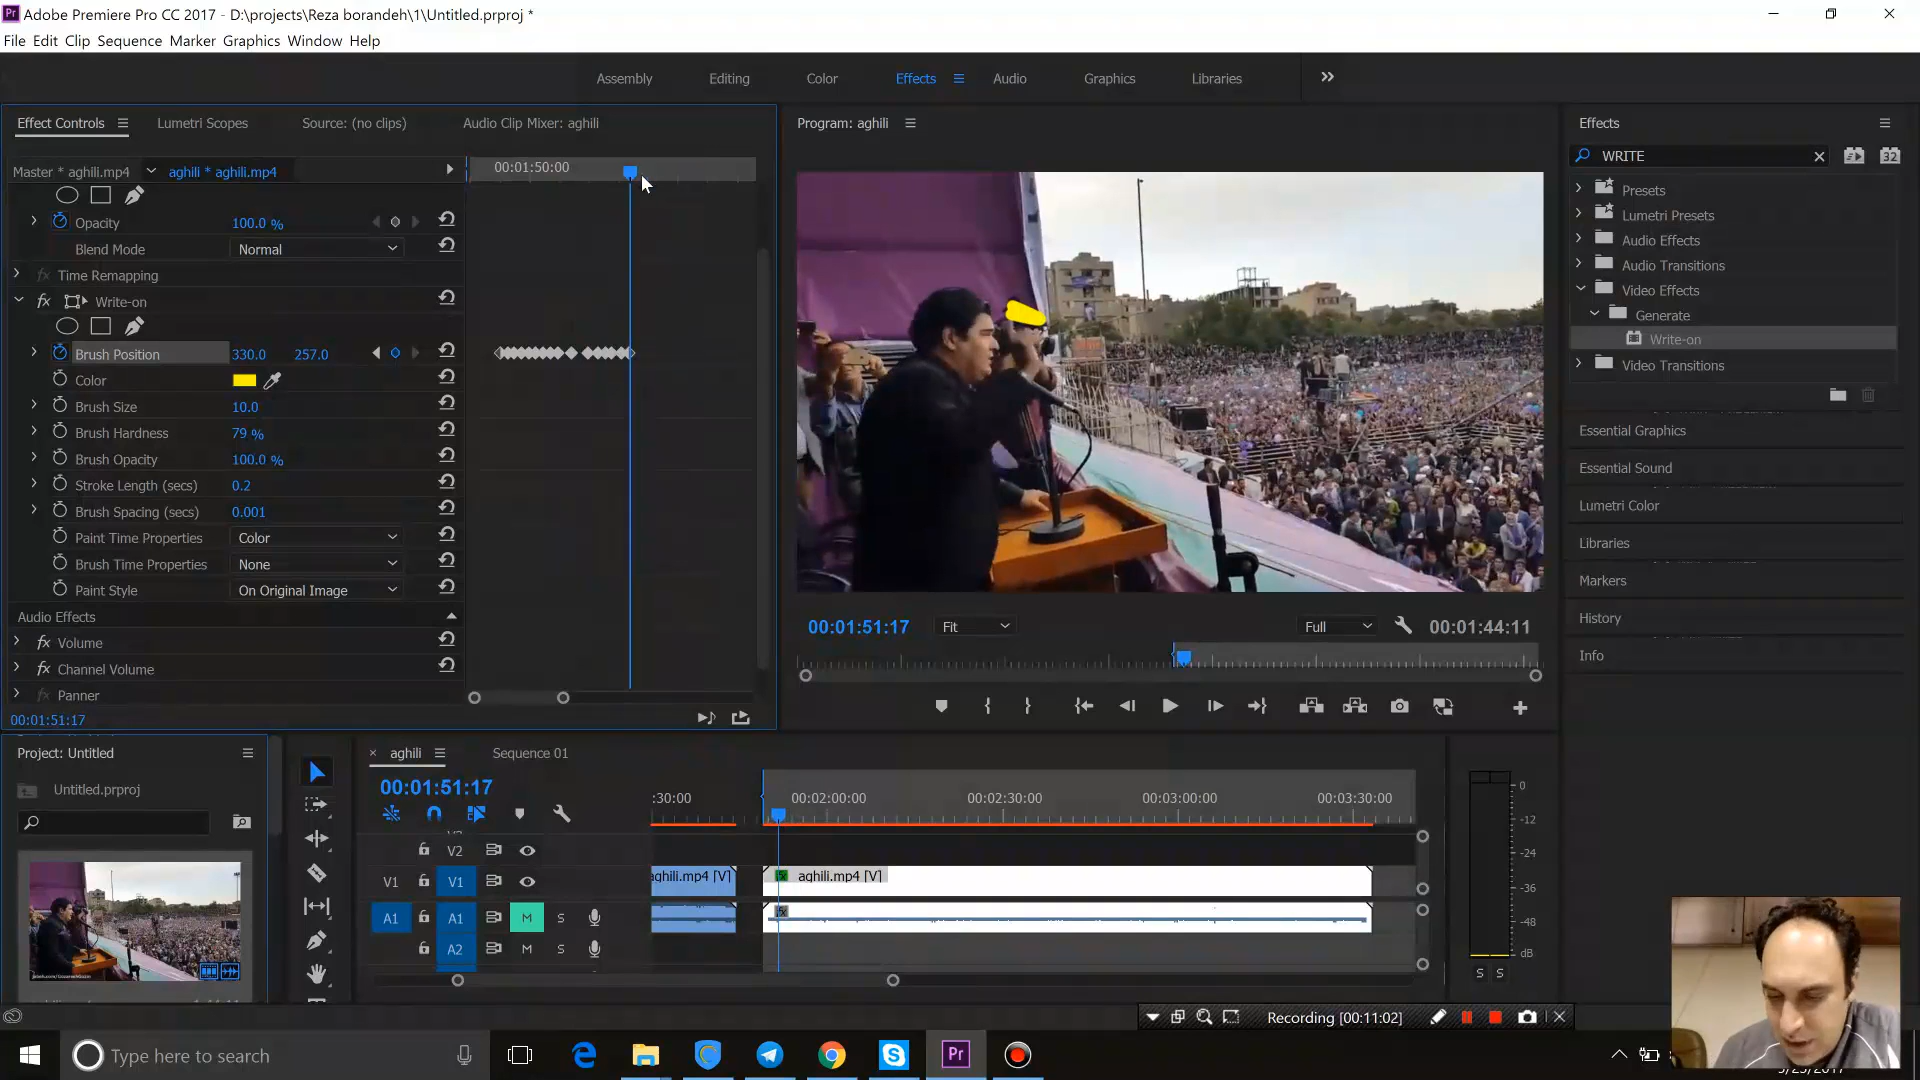 Adobe Premiere Pro CC 2017 - D:\projects\Reza borandeh\1\Untitled.prproj *
File Edit Clip Sequence Marker Graphics Window Help
Assembly Editing Color Effects Audio Graphics Libraries
Effect Controls Lumetri Scopes Source: (no clips) Audio Clip Mixer: aghili
Master * aghili.mp4 aghili * aghili.mp4
00:01:50:00
Opacity 100.0 %
Blend Mode Normal
fx Time Remapping
fx Write-on
Brush Position 330.0 257.0
Color
Brush Size 10.0
Brush Hardness 79 %
Brush Opacity 100.0 %
Stroke Length (secs) 0.2
Brush Spacing (secs) 0.001
Paint Time Properties Color
Brush Time Properties None
Paint Style On Original Image
Audio Effects
fx Volume
fx Channel Volume
fx Panner
00:01:51:17
Program: aghili
00:01:51:17 Fit Full 00:01:44:11
Effects
WRITE
32
Presets
Lumetri Presets
Audio Effects
Audio Transitions
Video Effects
Generate
Write-on
Video Transitions
Essential Graphics
Essential Sound
Lumetri Color
Libraries
Markers
History
Info
Project: Untitled
Untitled.prproj
aghili Sequence 01
00:01:51:17
:30:00 00:02:00:00 00:02:30:00 00:03:00:00 00:03:30:00
V2
V1 V1 aghili.mp4 [V] fx aghili.mp4 [V]
A1 A1 M S fx
A2 M S
0
-12
-24
-36
-48
dB
S S
Recording [00:11:02]
Type here to search
Pr